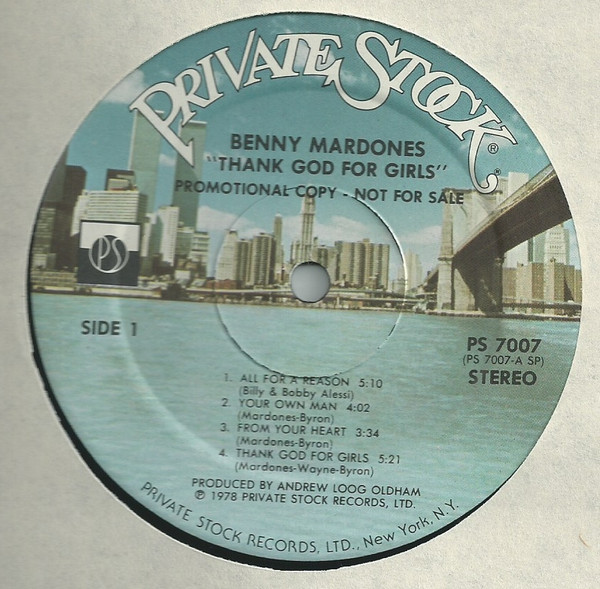 PRIVATE STOCK®
BENNY MARDONES
"THANK GOD FOR GIRLS"
PROMOTIONAL COPY - NOT FOR SALE
PS
SIDE 1
PS 7007
(PS 7007-A SP)
STEREO
1. ALL FOR A REASON 5:10
(Billy & Bobby Alessi)
2. YOUR OWN MAN 4:02
(Mardones-Byron)
3. FROM YOUR HEART 3:34
(Mardones-Byron)
4. THANK GOD FOR GIRLS 5:21
(Mardones-Wayne-Byron)
PRODUCED BY ANDREW LOOG OLDHAM
℗ 1978 PRIVATE STOCK RECORDS, LTD.
PRIVATE STOCK RECORDS, LTD., New York, N.Y.